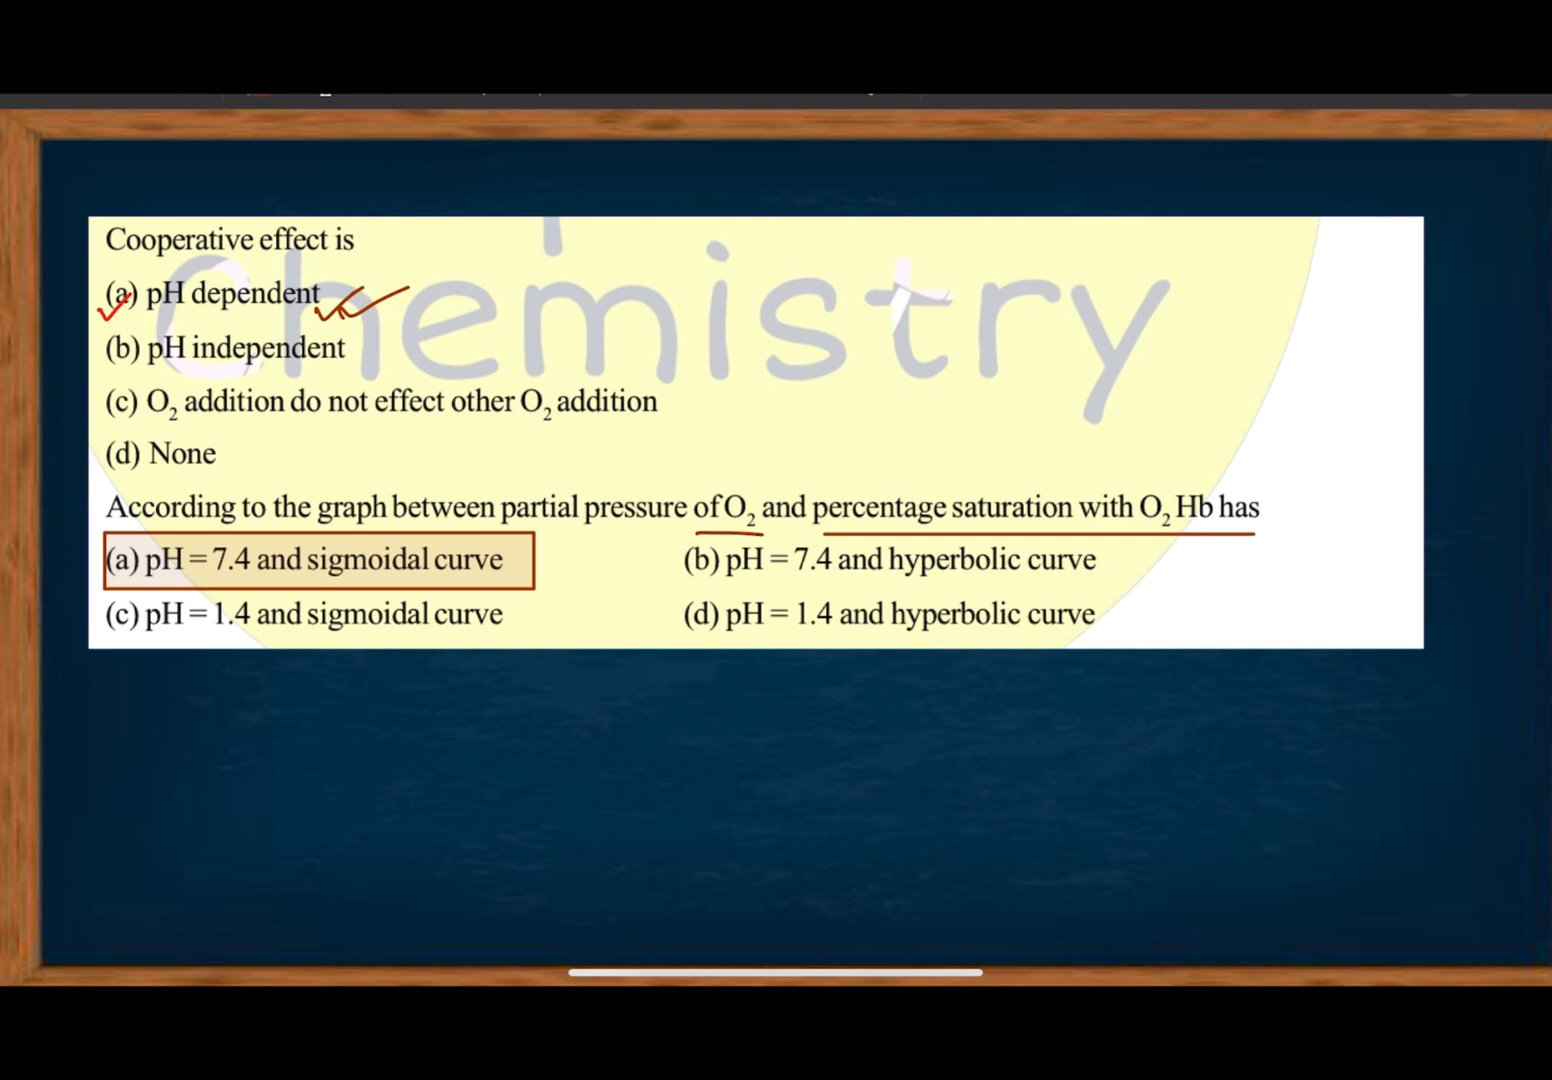 Chemistry
Cooperative effect is
(a) pH dependent
(b) pH independent
(c) O₂ addition do not effect other O₂ addition
(d) None
According to the graph between partial pressure of O₂ and percentage saturation with O₂ Hb has
(a) pH = 7.4 and sigmoidal curve (b) pH = 7.4 and hyperbolic curve
(c) pH = 1.4 and sigmoidal curve (d) pH = 1.4 and hyperbolic curve